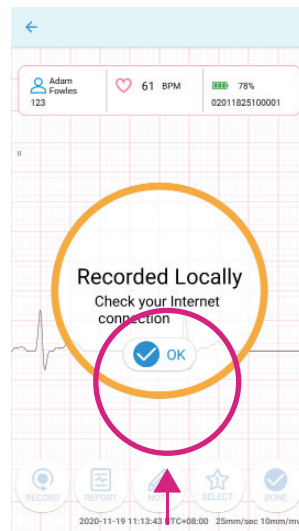 Adam
Fowles
123
61 BPM
78%
02011825100001
II
Recorded Locally
Check your Internet
connection
OK
RECORD
REPORT
NOT
SELECT
DONE
2020-11-19 11:13:43 UTC+08:00 25mm/sec 10mm/m